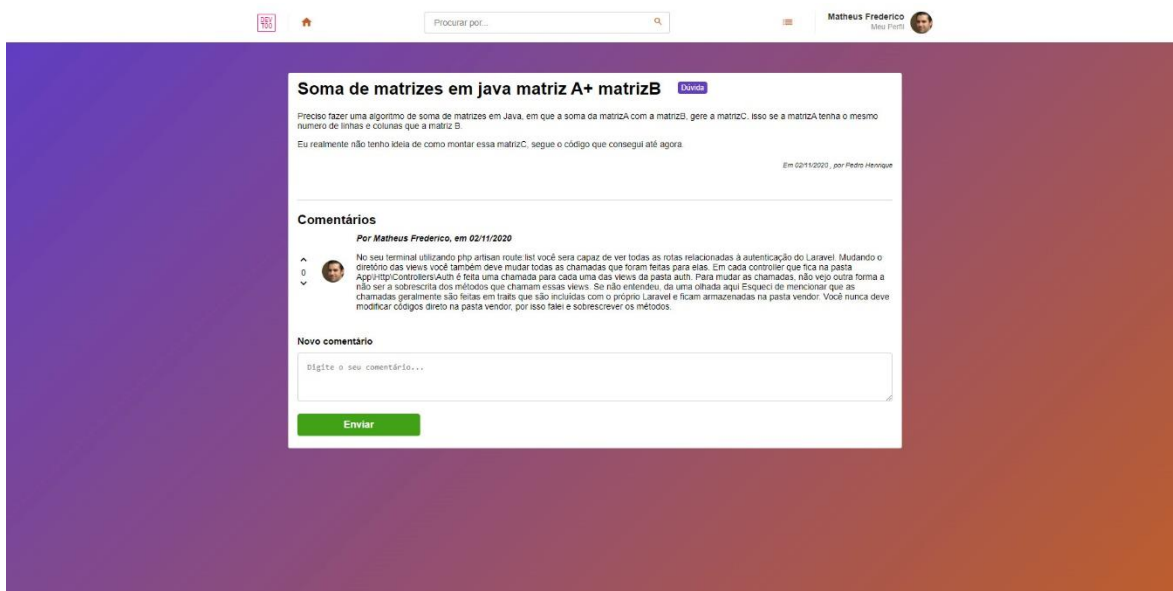 DEV
TOO
Procurar por...
Matheus Frederico
Meu Perfil
Soma de matrizes em java matriz A+ matrizB
Dúvida
Preciso fazer uma algoritmo de soma de matrizes em Java, em que a soma da matrizA com a matrizB, gere a matrizC, isso se a matrizA tenha o mesmo
numero de linhas e colunas que a matriz B.
Eu realmente não tenho ideia de como montar essa matrizC, segue o código que consegui até agora
Em 02/11/2020 , por Pedro Henrique
Comentários
Por Matheus Frederico, em 02/11/2020
0
No seu terminal utilizando php artisan route:list você sera capaz de ver todas as rotas relacionadas à autenticação do Laravel. Mudando o
diretório das views você também deve mudar todas as chamadas que foram feitas para elas. Em cada controller que fica na pasta
App\Http\Controllers\Auth é feita uma chamada para cada uma das views da pasta auth. Para mudar as chamadas, não vejo outra forma a
não ser a sobrescrita dos métodos que chamam essas views. Se não entendeu, da uma olhada aqui Esqueci de mencionar que as
chamadas geralmente são feitas em traits que são incluídas com o próprio Laravel e ficam armazenadas na pasta vendor. Você nunca deve
modificar códigos direto na pasta vendor, por isso falei e sobrescrever os métodos.
Novo comentário
Digite o seu comentário...
Enviar